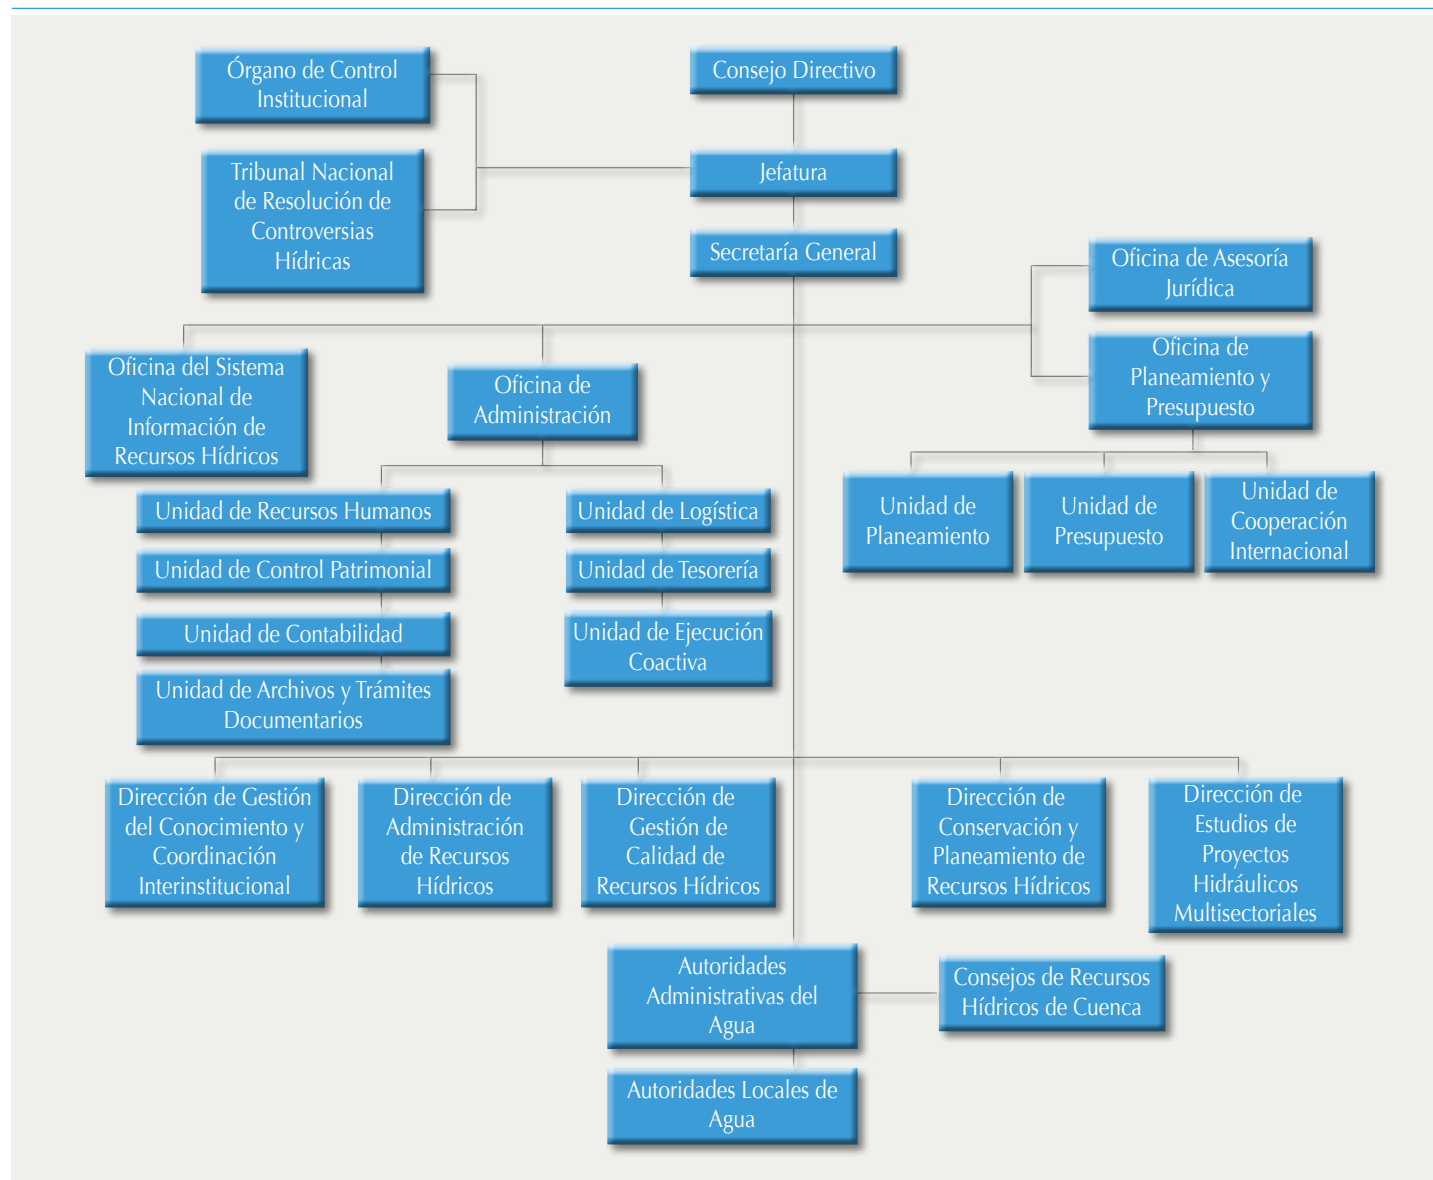 Órgano de Control
Institucional
Consejo Directivo
Tribunal Nacional
de Resolución de
Controversias
Hídricas
Jefatura
Secretaría General
Oficina de Asesoría
Jurídica
Oficina de
Planeamiento y
Presupuesto
Oficina del Sistema
Nacional de
Información de
Recursos Hídricos
Oficina de
Administración
Unidad de Recursos Humanos
Unidad de Control Patrimonial
Unidad de Contabilidad
Unidad de Archivos y Trámites
Documentarios
Unidad de Logística
Unidad de Tesorería
Unidad de Ejecución
Coactiva
Unidad de
Planeamiento
Unidad de
Presupuesto
Unidad de
Cooperación
Internacional
Dirección de Gestión
del Conocimiento y
Coordinación
Interinstitucional
Dirección de
Administración
de Recursos
Hídricos
Dirección de
Gestión de
Calidad de
Recursos Hídricos
Dirección de
Conservación y
Planeamiento de
Recursos Hídricos
Dirección de
Estudios de
Proyectos
Hidráulicos
Multisectoriales
Autoridades
Administrativas del
Agua
Consejos de Recursos
Hídricos de Cuenca
Autoridades Locales de
Agua